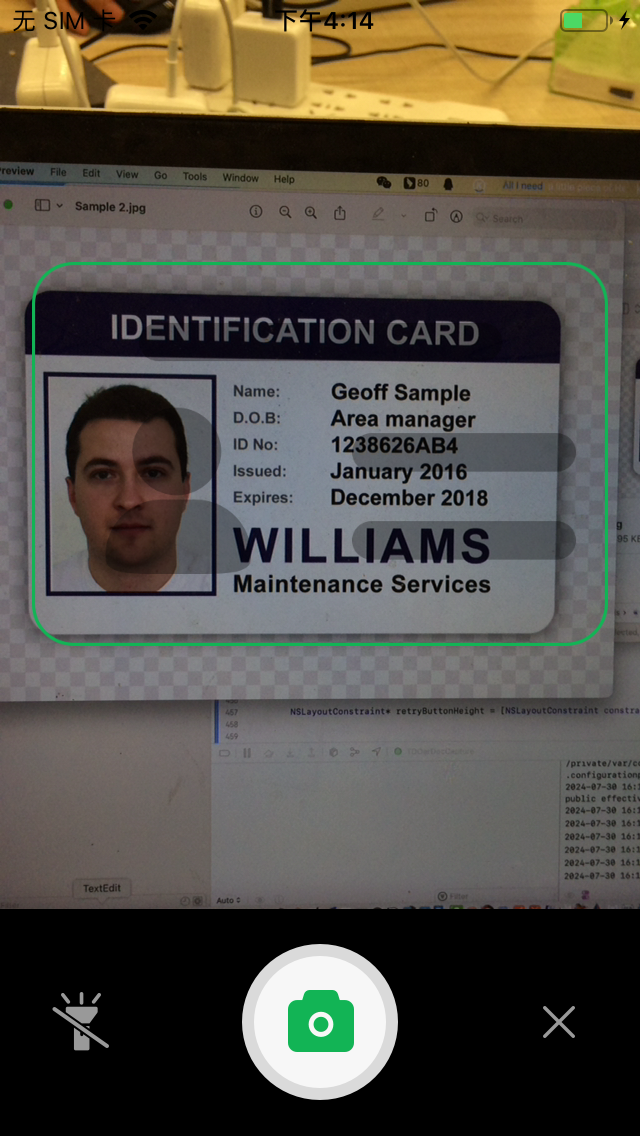 无 SIM 卡
下午4:14
Preview File Edit View Go Tools Window Help 80 All I need
Sample 2.jpg
Search
IDENTIFICATION CARD
Name: Geoff Sample
D.O.B: Area manager
ID No: 1238626AB4
Issued: January 2016
Expires: December 2018
WILLIAMS
Maintenance Services
95 KB
457 NSLayoutConstraint* retryButtonHeight = [NSLayoutConstraint constra
458
459
/private/var/co
.configurationp
2024-07-30 16:1
public effectiv
2024-07-30 16:1
2024-07-30 16:1
2024-07-30 16:1
2024-07-30 16:1
2024-07-30 16:1
2024-07-30 16:1
TextEdit
Auto
Filter